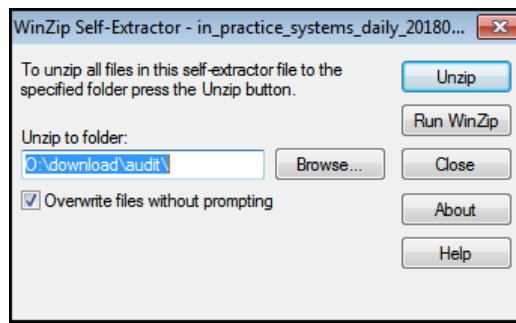 WinZip Self-Extractor - in_practice_systems_daily_20180...
To unzip all files in this self-extractor file to the
specified folder press the Unzip button.
Unzip to folder:
O:\download\audit\
Browse...
Overwrite files without prompting
Unzip
Run WinZip
Close
About
Help